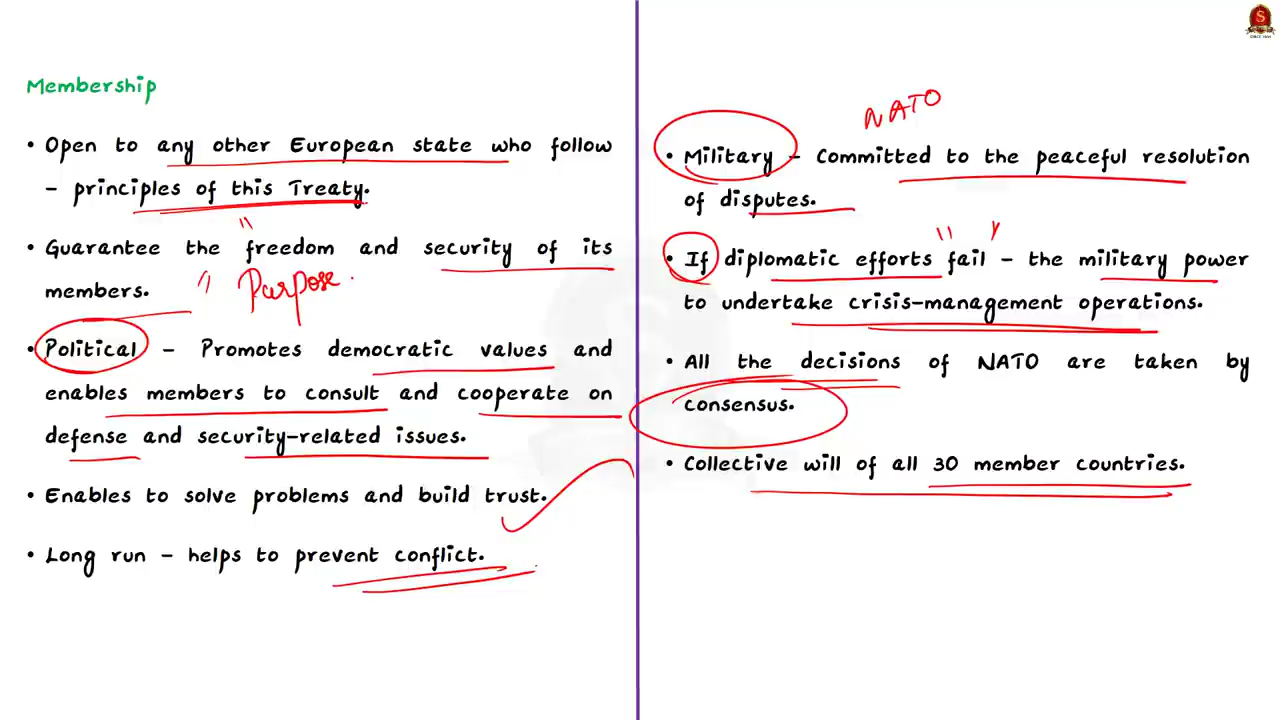 Membership
• Open to any other European state who follow
– principles of this Treaty.
• Guarantee the freedom and security of its
members.
Purpose.
• Political – Promotes democratic values and
enables members to consult and cooperate on
defense and security-related issues.
• Enables to solve problems and build trust.
• Long run – helps to prevent conflict.
NATO
• Military – Committed to the peaceful resolution
of disputes.
• If diplomatic efforts fail – the military power
to undertake crisis-management operations.
• All the decisions of NATO are taken by
consensus.
• Collective will of all 30 member countries.
S